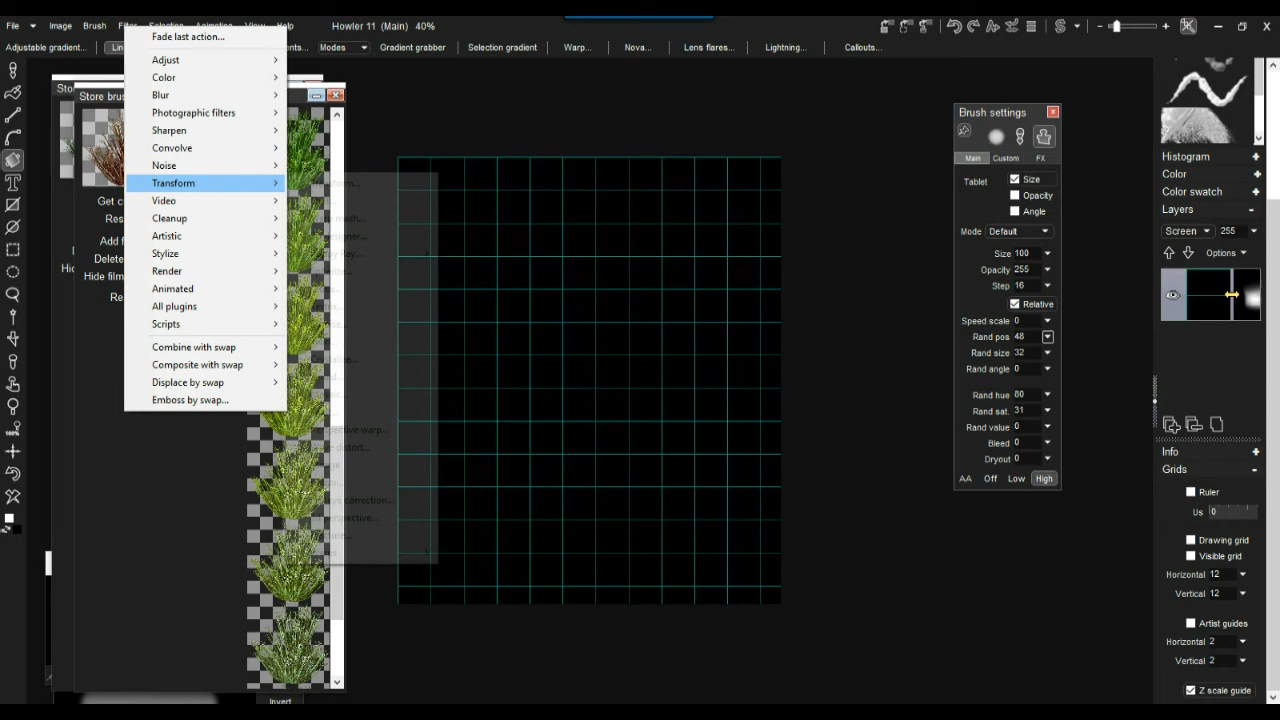 File Image Brush Filter Selection Animation View Help Howler 11 (Main) 40%
Adjustable gradient... Modes Gradient grabber Selection gradient Warp... Nova... Lens flares... Lightning... Callouts...
Fade last action...
Adjust
Color
Blur
Photographic filters
Sharpen
Convolve
Noise
Transform
Video
Cleanup
Artistic
Stylize
Render
Animated
All plugins
Scripts
Combine with swap
Composite with swap
Displace by swap
Emboss by swap...
Store
Store
Get
Add
Delete
Hide film
Invert
Brush settings
Main Custom FX
Tablet Size
Opacity
Angle
Mode Default
Size 100
Opacity 255
Step 16
Relative
Speed scale 0
Rand pos 48
Rand size 32
Rand angle 0
Rand hue 80
Rand sat. 31
Rand value 0
Bleed 0
Dryout 0
AA Off Low High
Histogram
Color
Color swatch
Layers
Screen 255
Options
Info
Grids
Ruler
Us 0
Drawing grid
Visible grid
Horizontal 12
Vertical 12
Artist guides
Horizontal 2
Vertical 2
Z scale guide